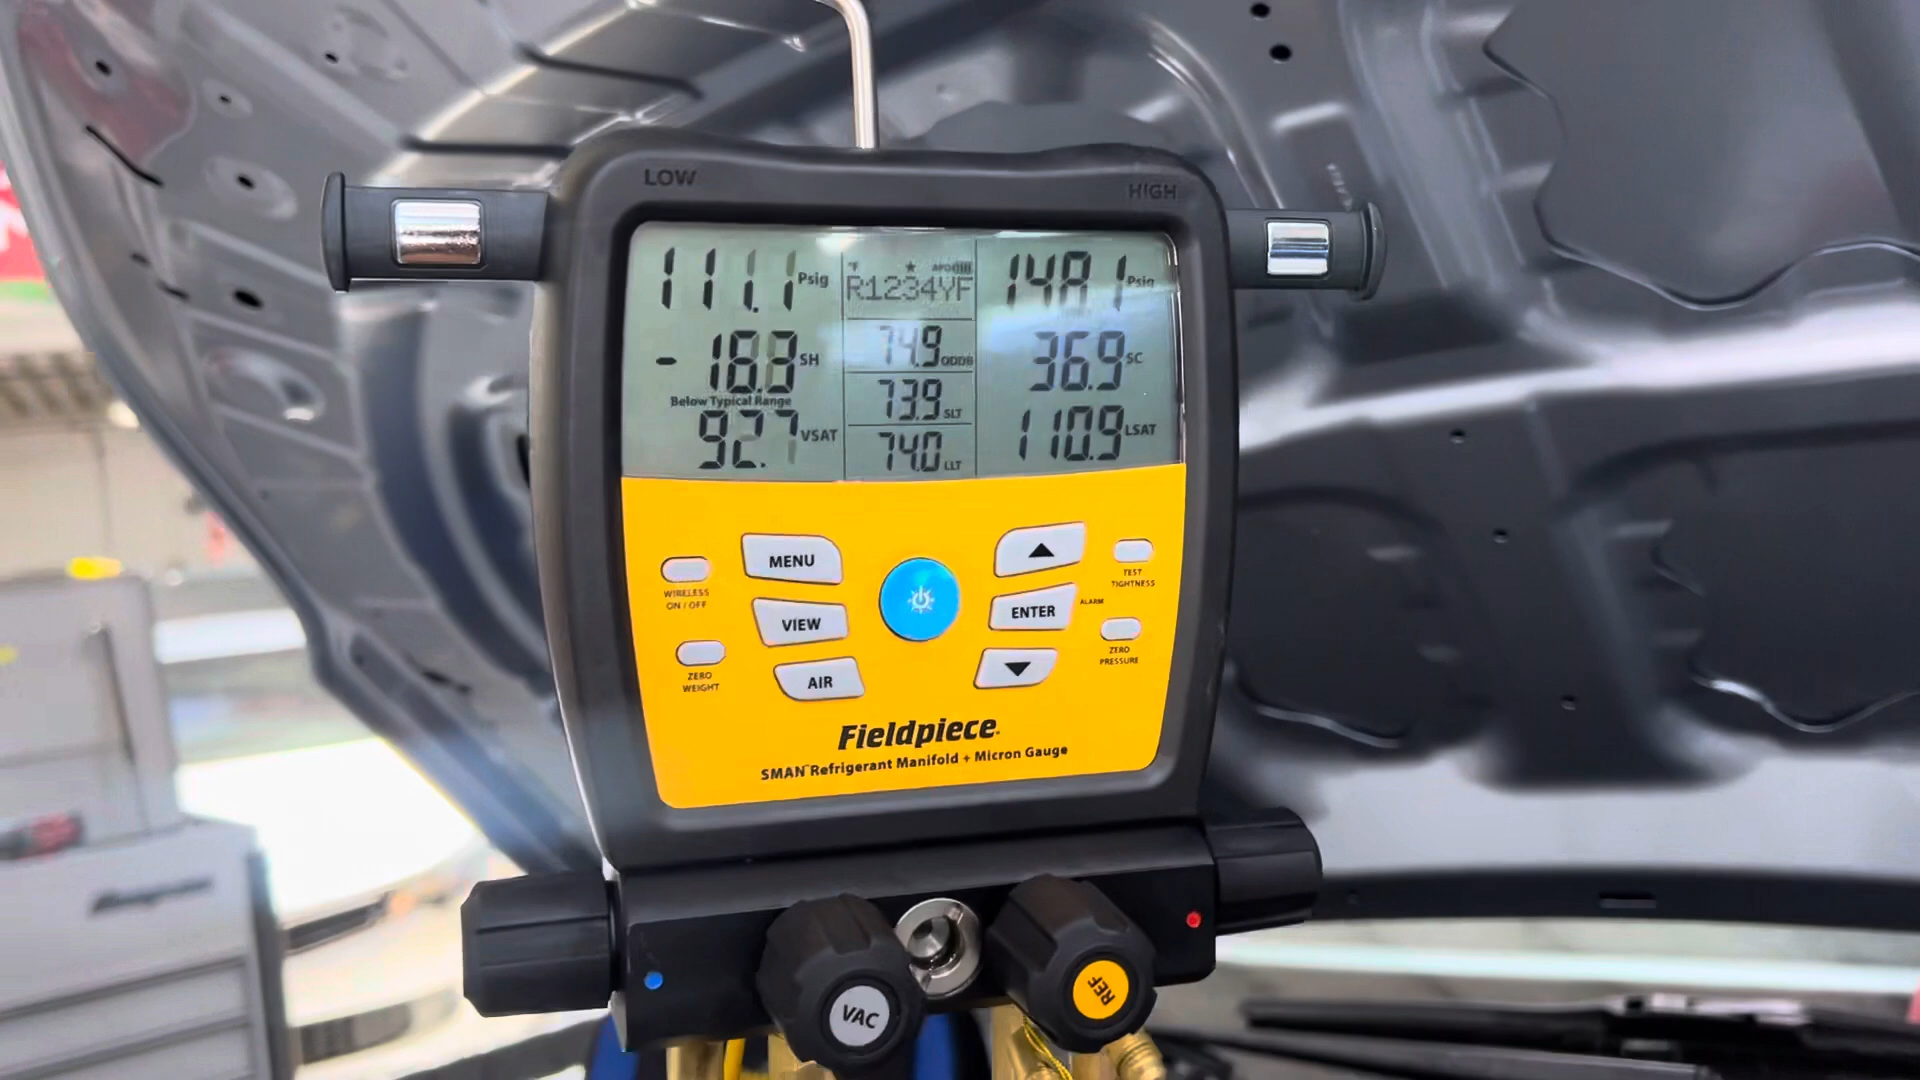 LOW
HIGH
111.1 Psig
R1234YF
148.1 Psig
-18.3 SH
74.9 ODDB
36.9 SC
Below Typical Range
73.9 SLT
92.7 VSAT
74.0 LLT
110.9 LSAT
MENU
VIEW
AIR
ENTER
WIRELESS
ON / OFF
ZERO
WEIGHT
TEST
TIGHTNESS
ALARM
ZERO
PRESSURE
Fieldpiece
SMAN™ Refrigerant Manifold + Micron Gauge
VAC
REF